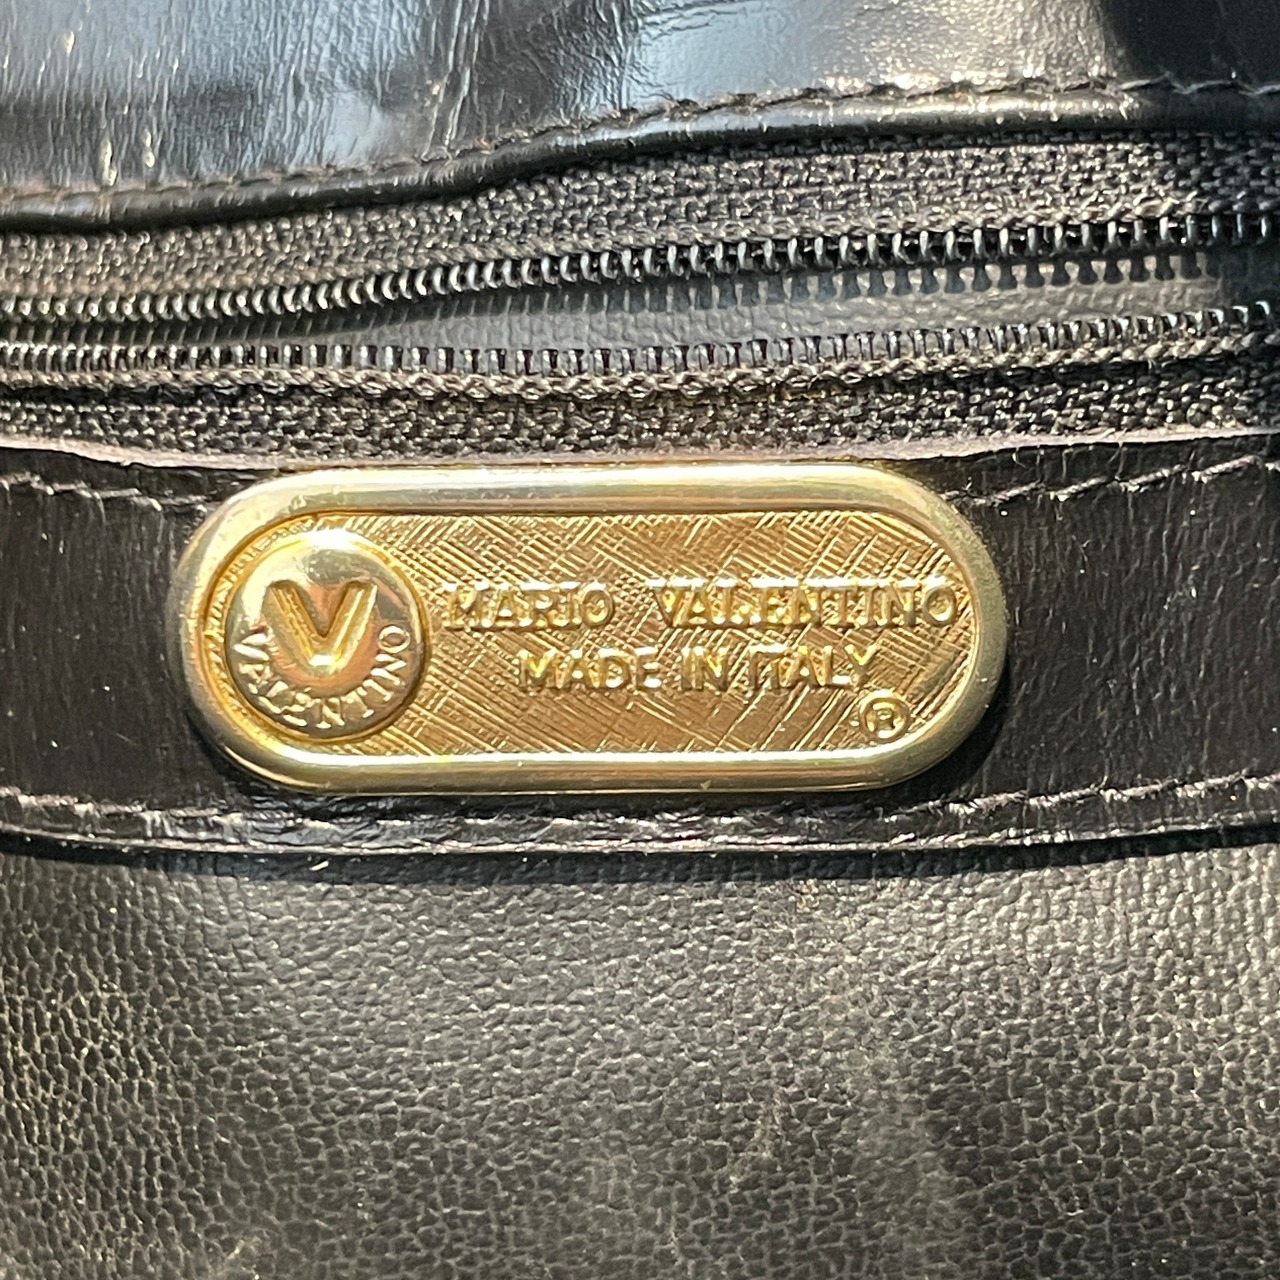 V
VALENTINO
MARIO VALENTINO
MADE IN ITALY
®